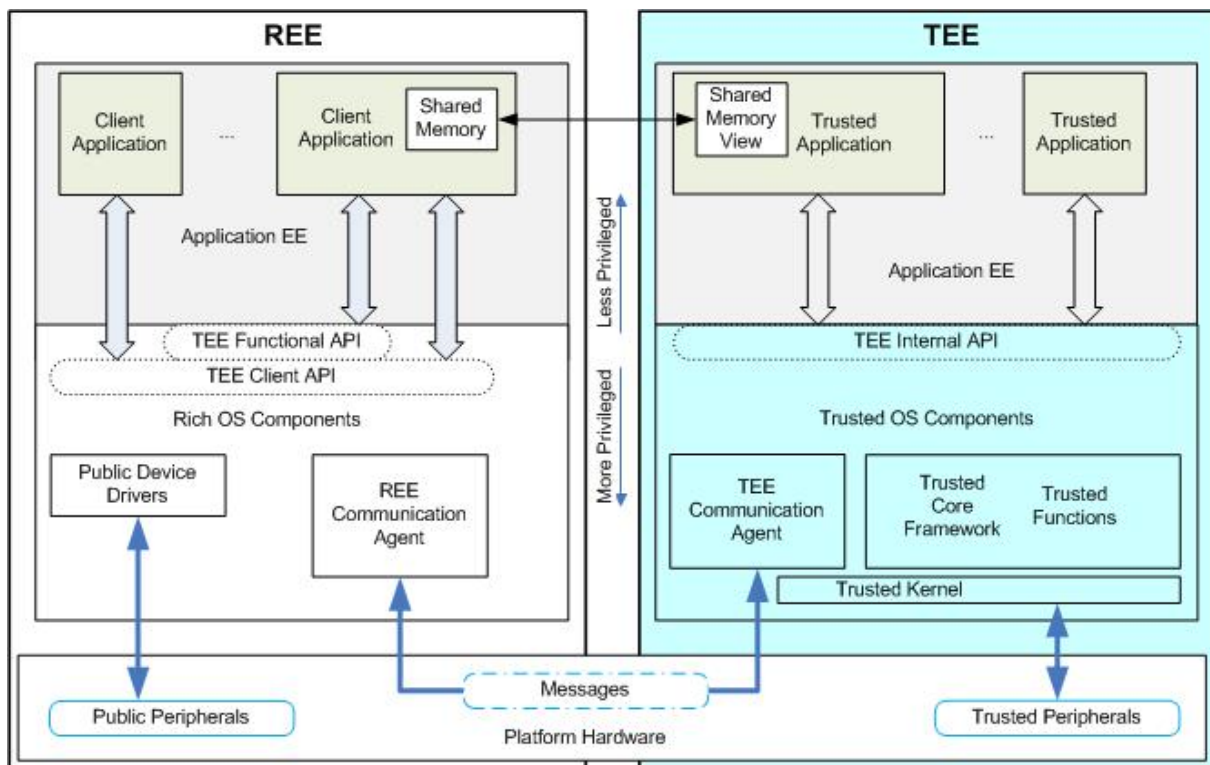 REE
TEE
Client
Application
...
Client
Application
Shared
Memory
Shared
Memory
View
Trusted
Application
...
Trusted
Application
Application EE
Less Privileged
Application EE
TEE Functional API
TEE Client API
TEE Internal API
Rich OS Components
Trusted OS Components
More Privileged
Public Device
Drivers
REE
Communication
Agent
TEE
Communication
Agent
Trusted
Core
Framework
Trusted
Functions
Trusted Kernel
Messages
Public Peripherals
Trusted Peripherals
Platform Hardware